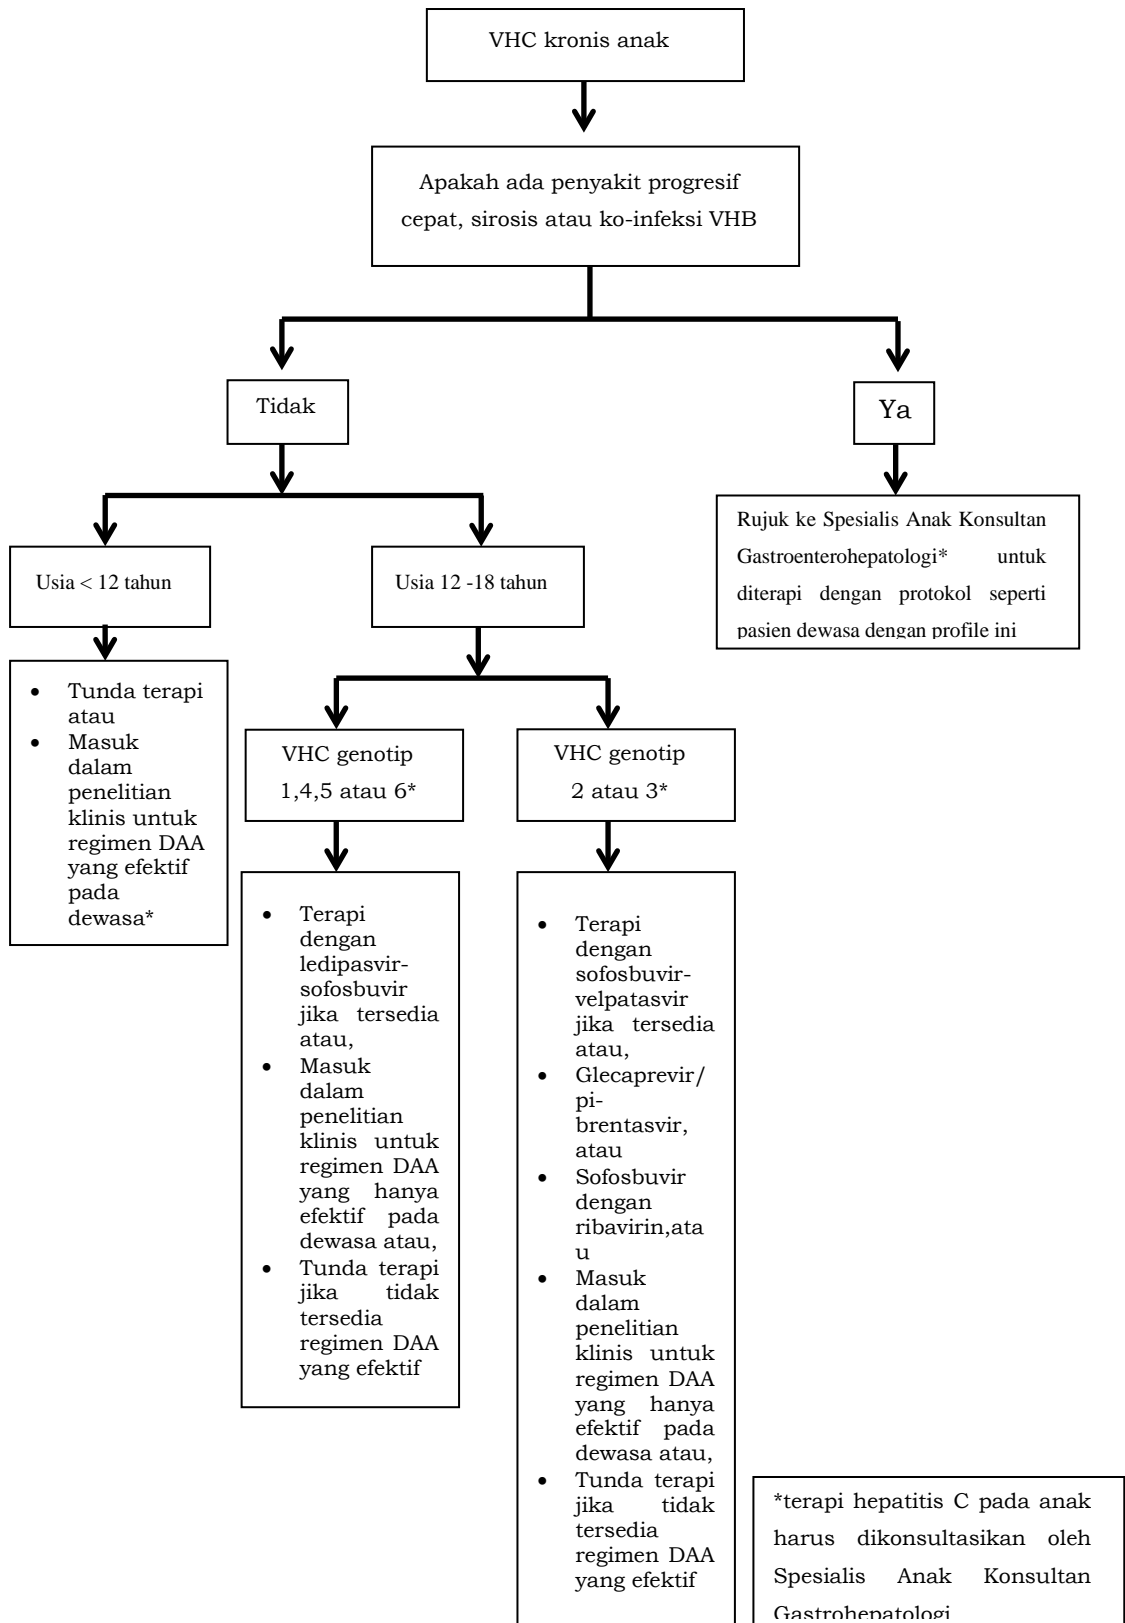 VHC kronis anak
Apakah ada penyakit progresif
cepat, sirosis atau ko-infeksi VHB
Tidak
Ya
Rujuk ke Spesialis Anak Konsultan
Gastroenterohepatologi* untuk
diterapi dengan protokol seperti
pasien dewasa dengan profile ini
Usia < 12 tahun
Usia 12 -18 tahun
• Tunda terapi
atau
• Masuk
dalam
penelitian
klinis untuk
regimen DAA
yang efektif
pada
dewasa*
VHC genotip
1,4,5 atau 6*
VHC genotip
2 atau 3*
• Terapi
dengan
ledipasvir-
sofosbuvir
jika tersedia
atau,
• Masuk
dalam
penelitian
klinis untuk
regimen DAA
yang hanya
efektif pada
dewasa atau,
• Tunda terapi
jika tidak
tersedia
regimen DAA
yang efektif
• Terapi
dengan
sofosbuvir-
velpatasvir
jika tersedia
atau,
• Glecaprevir/
pi-
brentasvir,
atau
• Sofosbuvir
dengan
ribavirin,ata
u
• Masuk
dalam
penelitian
klinis untuk
regimen DAA
yang hanya
efektif pada
dewasa atau,
• Tunda terapi
jika tidak
tersedia
regimen DAA
yang efektif
*terapi hepatitis C pada anak
harus dikonsultasikan oleh
Spesialis Anak Konsultan
Gastrohepatologi